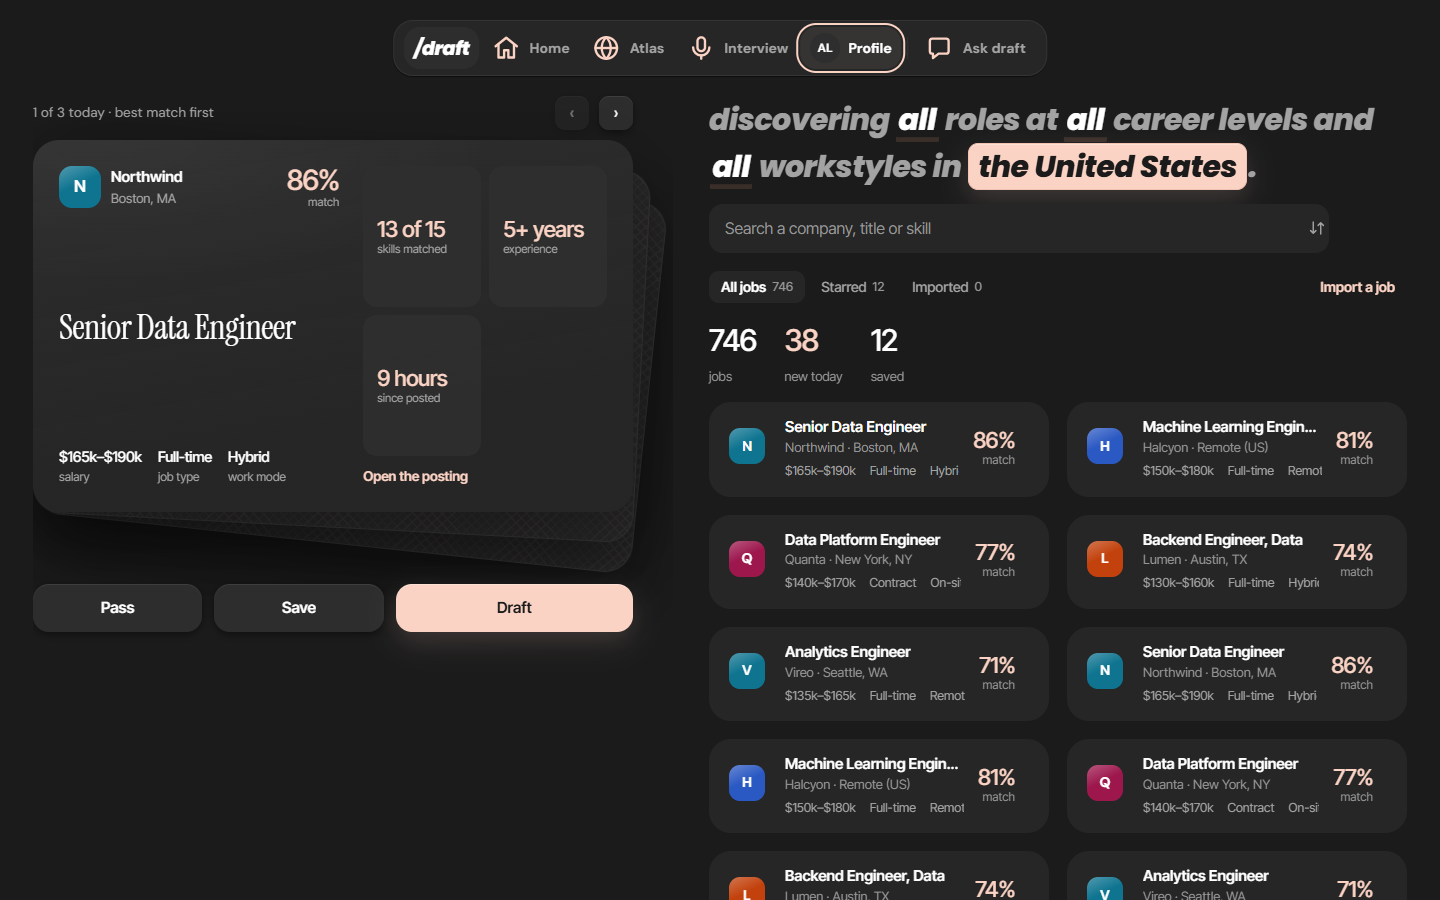 /draft Home Atlas Interview AL Profile Ask draft
1 of 3 today · best match first ‹ ›
N Northwind
Boston, MA
86%
match
13 of 15
skills matched
5+ years
experience
Senior Data Engineer
9 hours
since posted
$165k–$190k Full-time Hybrid
salary job type work mode
Open the posting
Pass Save Draft
discovering all roles at all career levels and
all workstyles in the United States .
Search a company, title or skill
All jobs 746 Starred 12 Imported 0 Import a job
746 38 12
jobs new today saved
N Senior Data Engineer
Northwind · Boston, MA
$165k–$190k Full-time Hybri
86%
match
H Machine Learning Engin...
Halcyon · Remote (US)
$150k–$180k Full-time Remot
81%
match
Q Data Platform Engineer
Quanta · New York, NY
$140k–$170k Contract On-si
77%
match
L Backend Engineer, Data
Lumen · Austin, TX
$130k–$160k Full-time Hybri
74%
match
V Analytics Engineer
Vireo · Seattle, WA
$135k–$165k Full-time Remot
71%
match
N Senior Data Engineer
Northwind · Boston, MA
$165k–$190k Full-time Hybri
86%
match
H Machine Learning Engin...
Halcyon · Remote (US)
$150k–$180k Full-time Remot
81%
match
Q Data Platform Engineer
Quanta · New York, NY
$140k–$170k Contract On-si
77%
match
L Backend Engineer, Data
Lumen · Austin, TX
74%
V Analytics Engineer
Vireo · Seattle, WA
71%